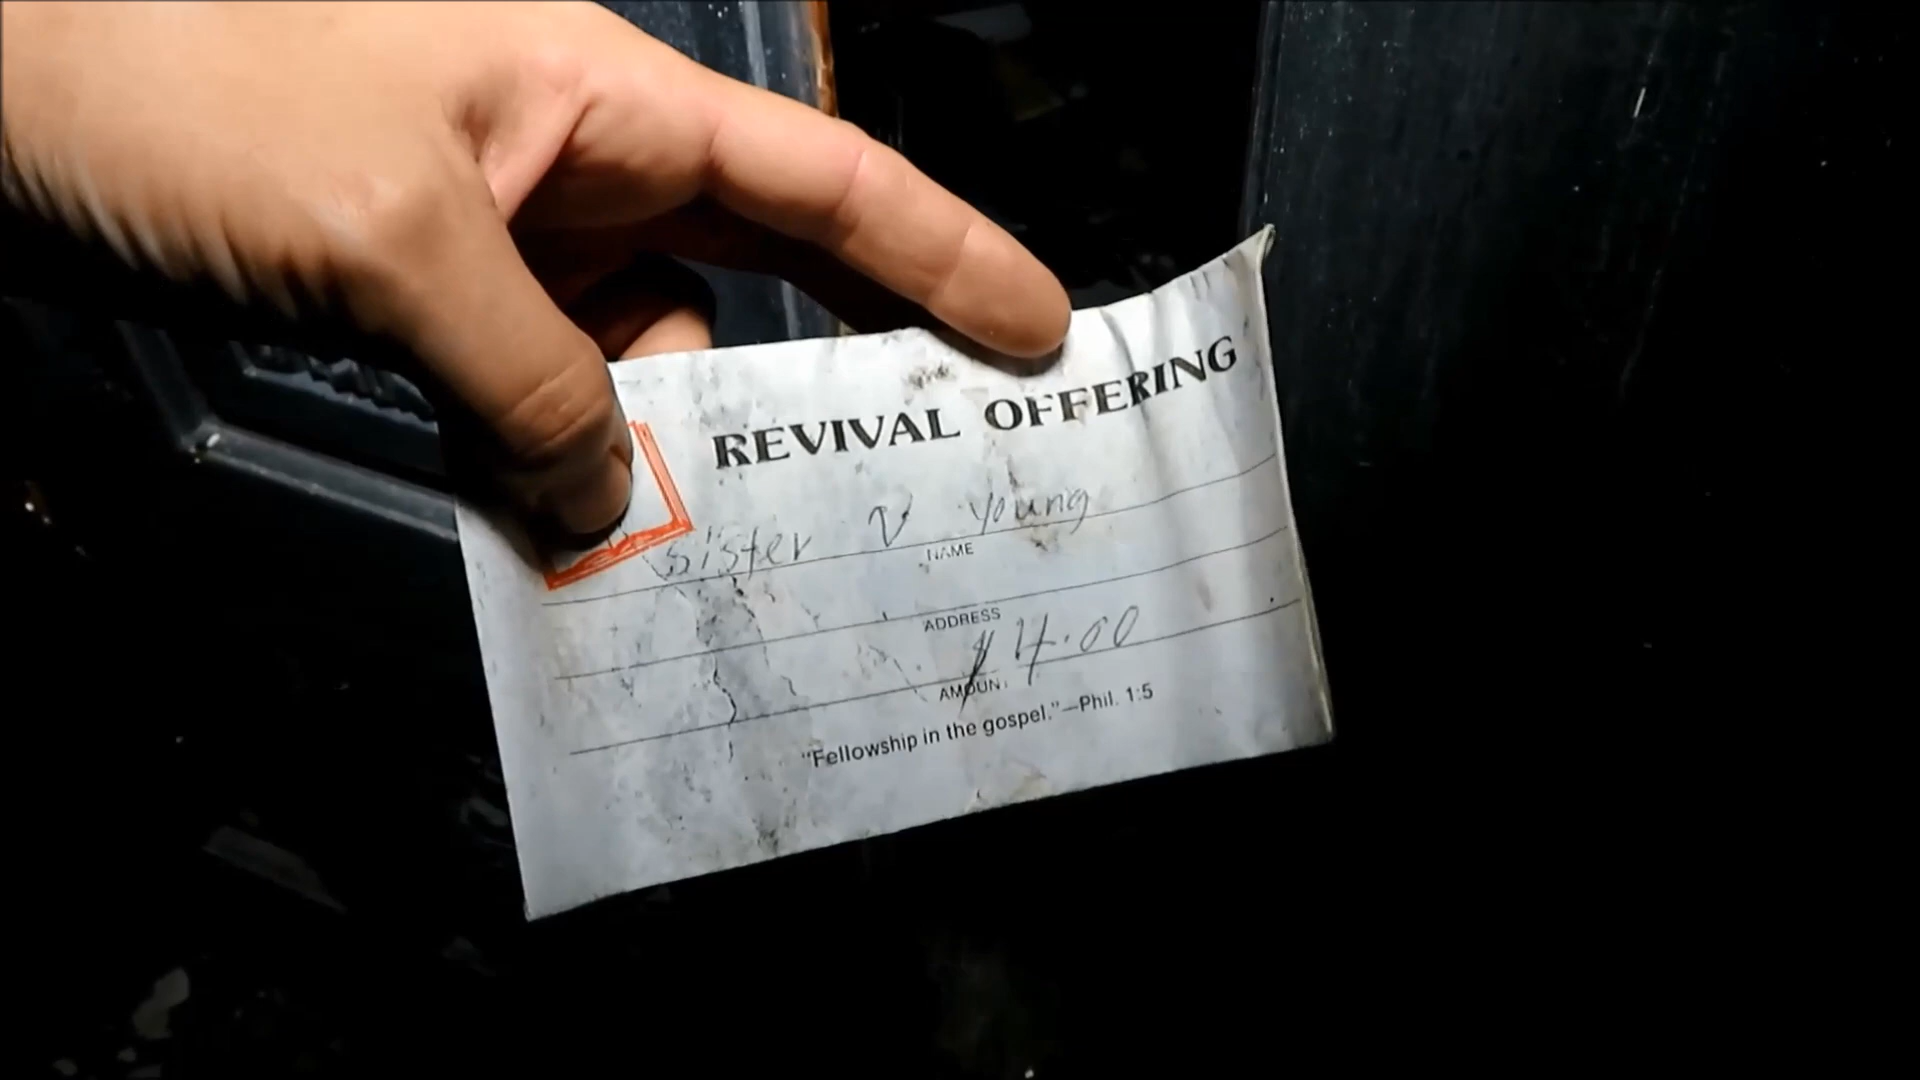 REVIVAL OFFERING
Sister V Young
NAME
ADDRESS
$4.00
AMOUNT
"Fellowship in the gospel."—Phil. 1:5